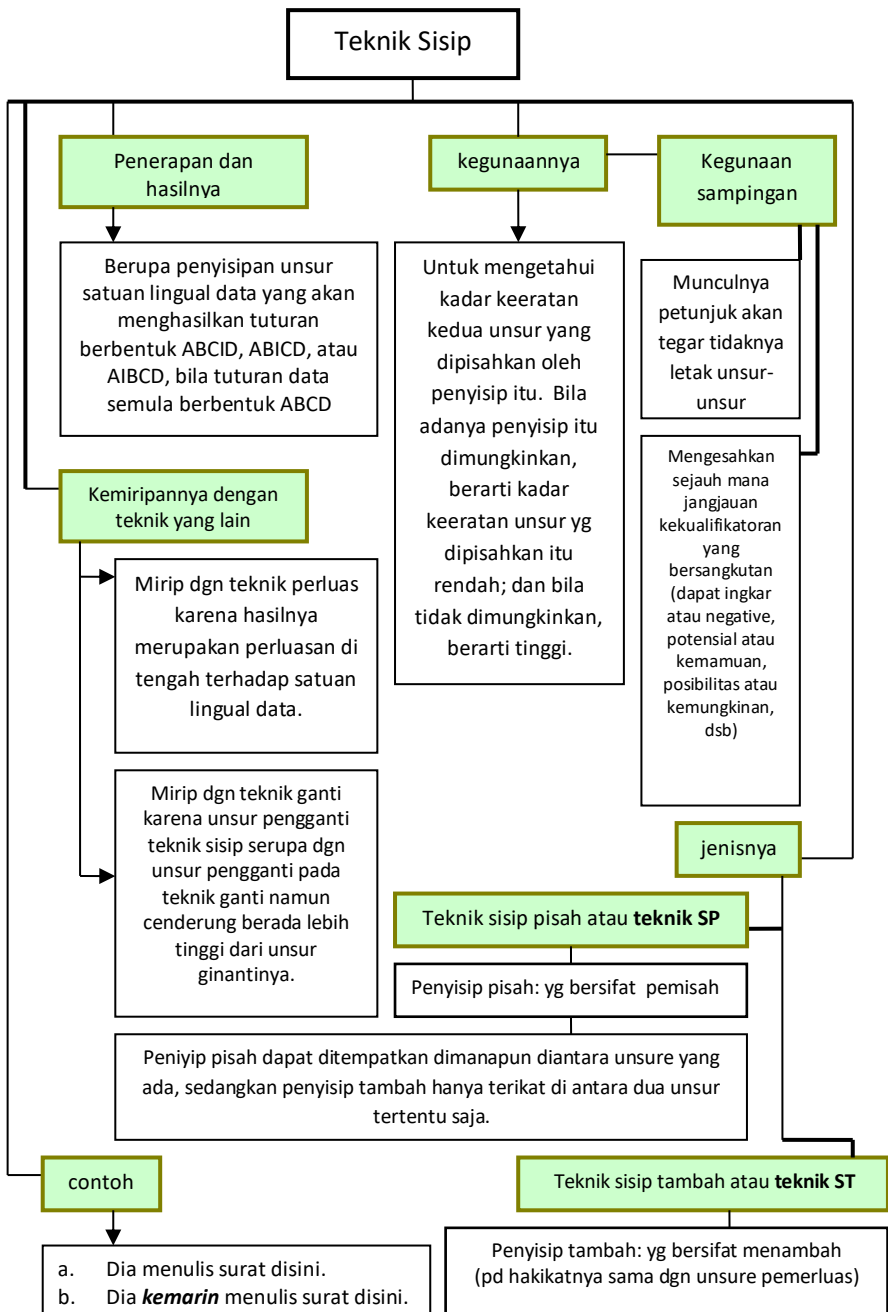 Teknik Sisip
Penerapan dan
hasilnya
Berupa penyisipan unsur
satuan lingual data yang akan
menghasilkan tuturan
berbentuk ABCID, ABICD, atau
AIBCD, bila tuturan data
semula berbentuk ABCD
kegunaannya
Untuk mengetahui
kadar keeratan
kedua unsur yang
dipisahkan oleh
penyisip itu. Bila
adanya penyisip itu
dimungkinkan,
berarti kadar
keeratan unsur yg
dipisahkan itu
rendah; dan bila
tidak dimungkinkan,
berarti tinggi.
Kegunaan
sampingan
Munculnya
petunjuk akan
tegar tidaknya
letak unsur-
unsur
Mengesahkan
sejauh mana
jangjauan
kekualifikatoran
yang
bersangkutan
(dapat ingkar
atau negative,
potensial atau
kemamuan,
posibilitas atau
kemungkinan,
dsb)
Kemiripannya dengan
teknik yang lain
Mirip dgn teknik perluas
karena hasilnya
merupakan perluasan di
tengah terhadap satuan
lingual data.
Mirip dgn teknik ganti
karena unsur pengganti
teknik sisip serupa dgn
unsur pengganti pada
teknik ganti namun
cenderung berada lebih
tinggi dari unsur
ginantinya.
jenisnya
Teknik sisip pisah atau teknik SP
Penyisip pisah: yg bersifat pemisah
Peniyip pisah dapat ditempatkan dimanapun diantara unsure yang
ada, sedangkan penyisip tambah hanya terikat di antara dua unsur
tertentu saja.
contoh
a. Dia menulis surat disini.
b. Dia kemarin menulis surat disini.
Teknik sisip tambah atau teknik ST
Penyisip tambah: yg bersifat menambah
(pd hakikatnya sama dgn unsure pemerluas)